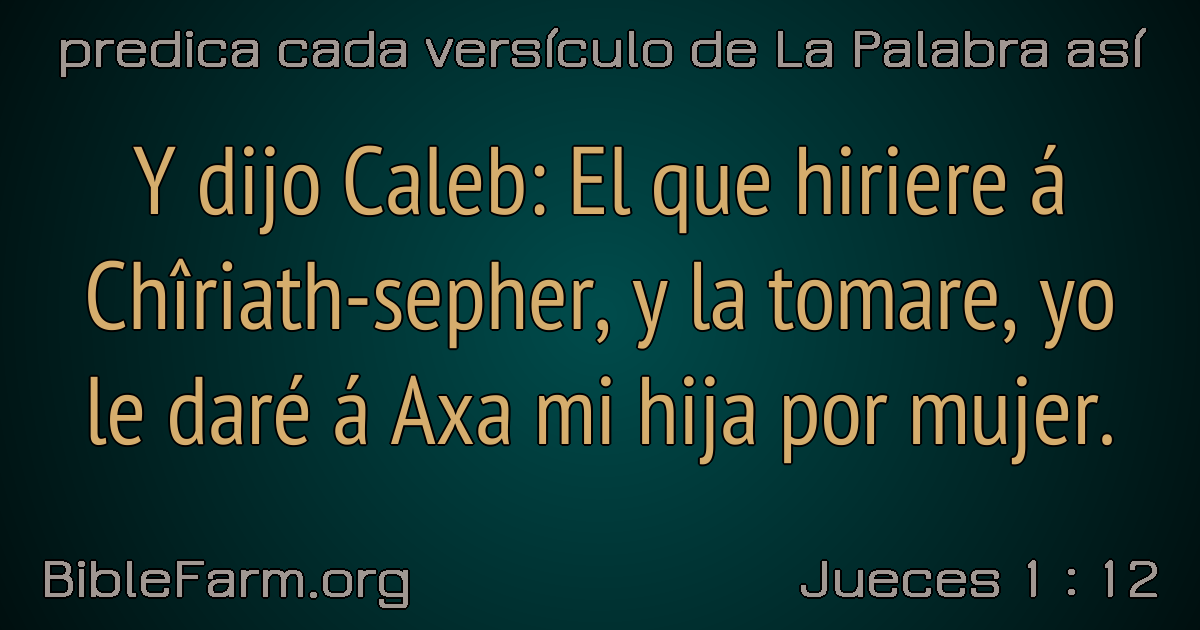 predica cada versículo de La Palabra así
Y dijo Caleb: El que hiriere á
Chîriath-sepher, y la tomare, yo
le daré á Axa mi hija por mujer.
BibleFarm.org
Jueces 1 : 12